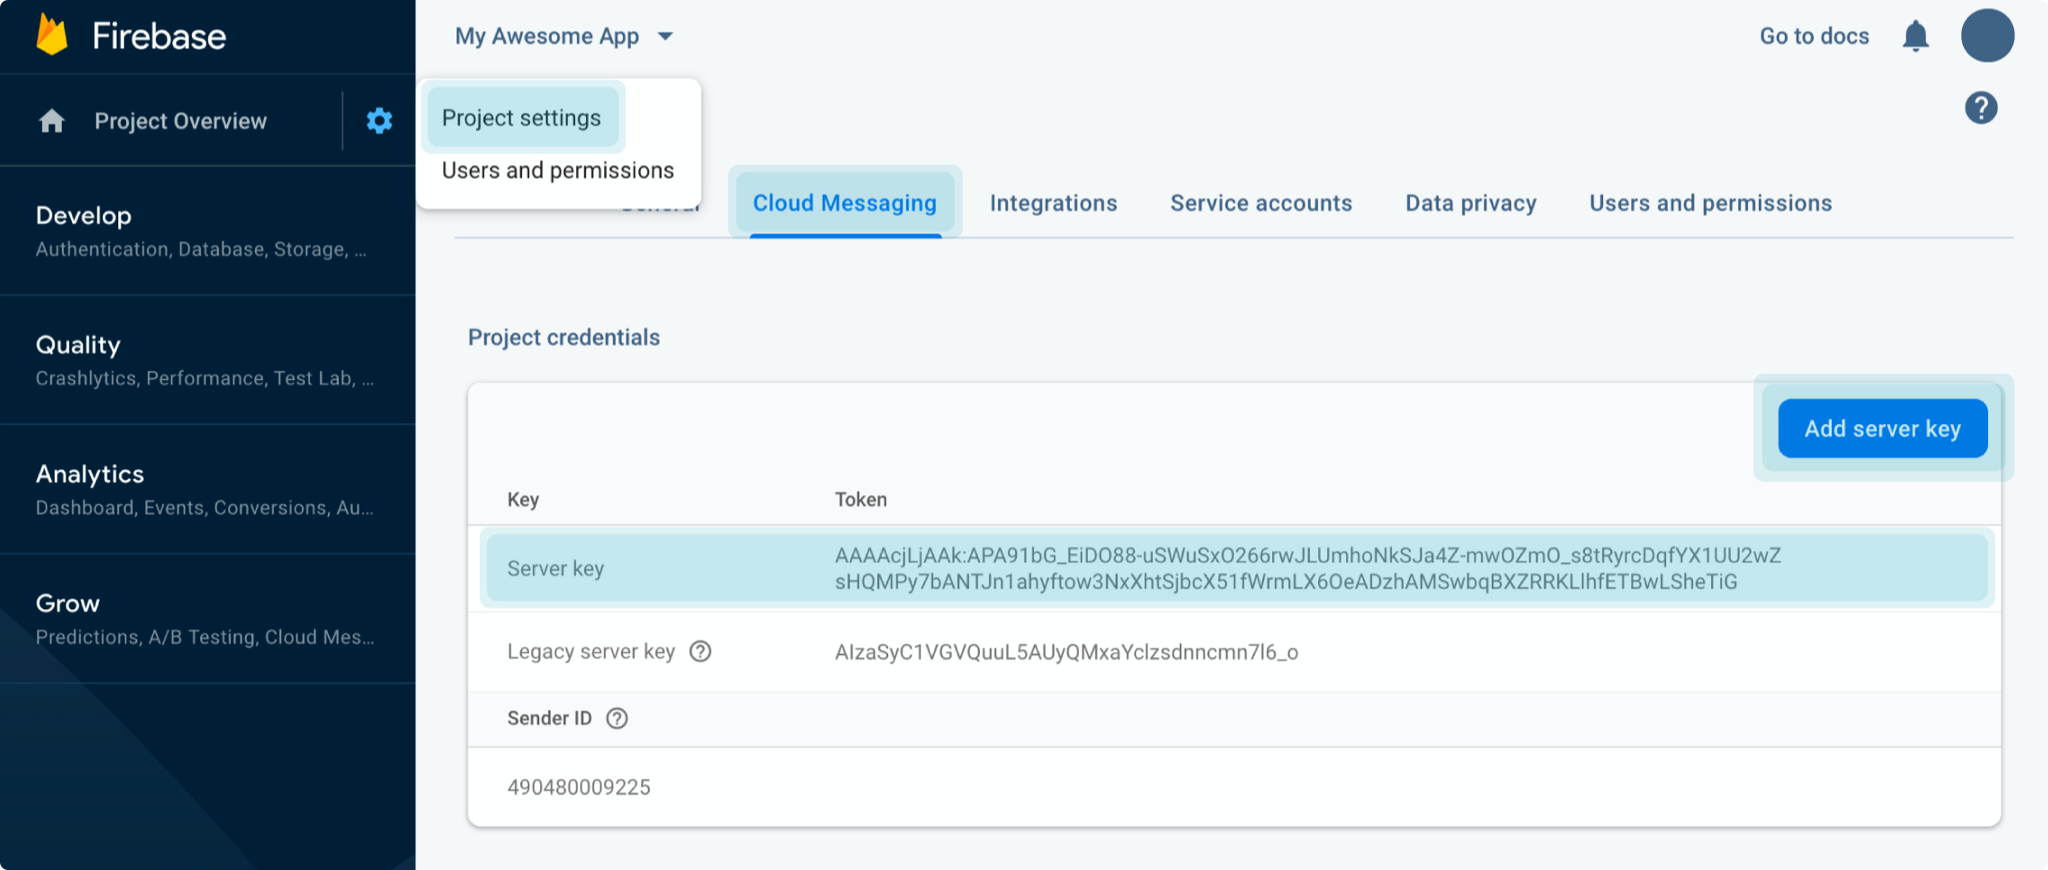 Firebase
My Awesome App
Go to docs
Project Overview
Project settings
Users and permissions
?
General
Cloud Messaging
Integrations
Service accounts
Data privacy
Users and permissions
Develop
Authentication, Database, Storage, ...
Quality
Crashlytics, Performance, Test Lab, ...
Analytics
Dashboard, Events, Conversions, Au...
Grow
Predictions, A/B Testing, Cloud Mes...
Project credentials
Add server key
Key
Token
Server key
AAAAcjLjAAk:APA91bG_EiDO88-uSWuSxO266rwJLUmhoNkSJa4Z-mwOZmO_s8tRyrcDqfYX1UU2wZ
sHQMPy7bANTJn1ahyftow3NxXhtSjbcX51fWrmLX6OeADzhAMSwbqBXZRRKLlhfETBwLSheTiG
Legacy server key ?
AIzaSyC1VGVQuuL5AUyQMxaYclzsdnncmn7l6_o
Sender ID ?
490480009225